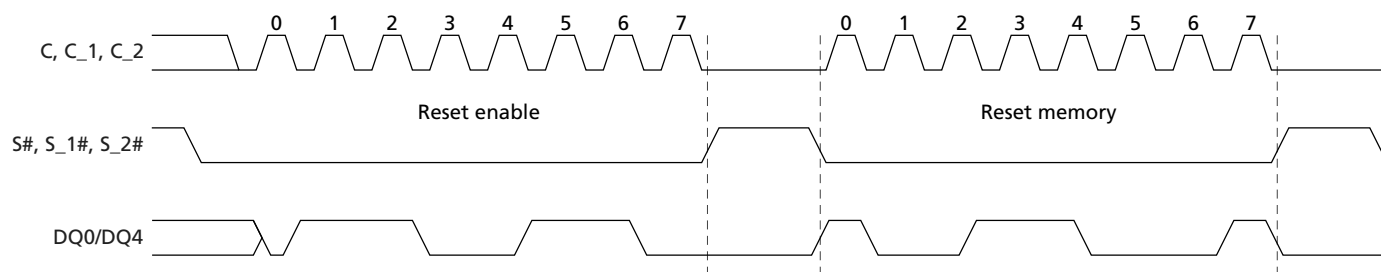 0 1 2 3 4 5 6 7 0 1 2 3 4 5 6 7
C, C_1, C_2
Reset enable Reset memory
S#, S_1#, S_2#
DQ0/DQ4